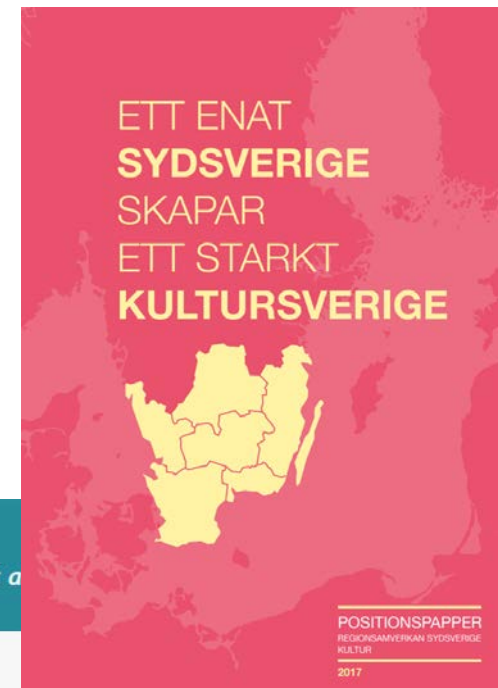 ETT ENAT
SYDSVERIGE
SKAPAR
ETT STARKT
KULTURSVERIGE
POSITIONSPAPPER
REGIONSAMVERKAN SYDSVERIGE
KULTUR
2017